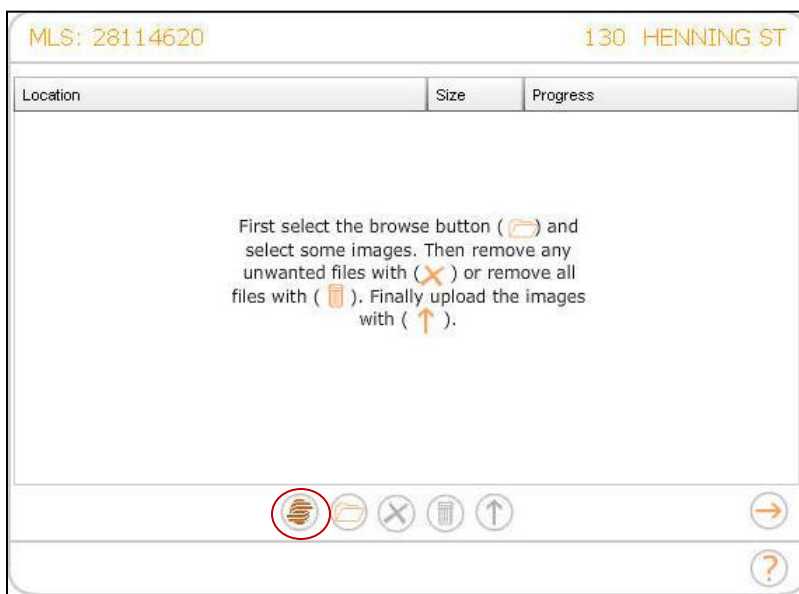 MLS: 28114620 130 HENNING ST
Location Size Progress
First select the browse button ( ) and
select some images. Then remove any
unwanted files with ( ) or remove all
files with ( ). Finally upload the images
with ( ).
?